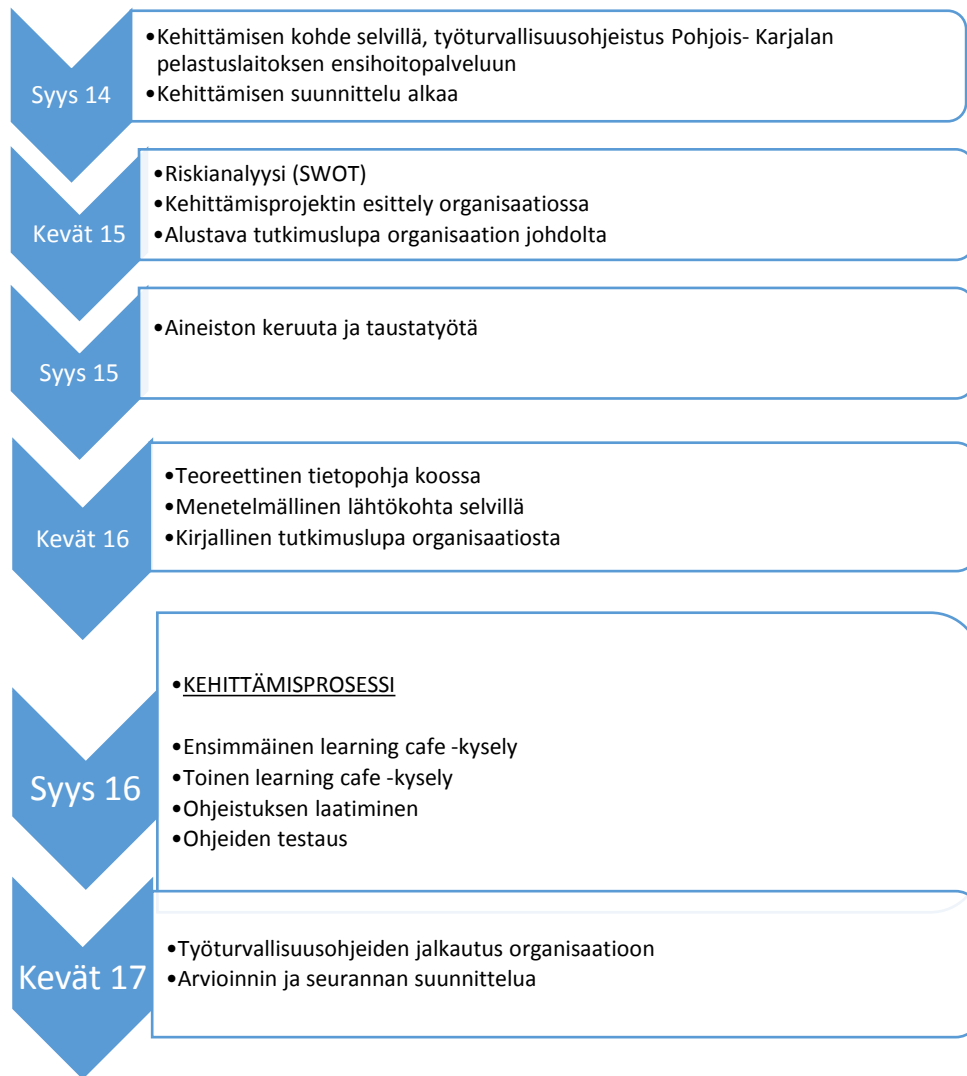 Syys 14
•Kehittämisen kohde selvillä, työturvallisuusohjeistus Pohjois- Karjalan
pelastuslaitoksen ensihoitopalveluun
•Kehittämisen suunnittelu alkaa
Kevät 15
•Riskianalyysi (SWOT)
•Kehittämisprojektin esittely organisaatiossa
•Alustava tutkimuslupa organisaation johdolta
Syys 15
•Aineiston keruuta ja taustatyötä
Kevät 16
•Teoreettinen tietopohja koossa
•Menetelmällinen lähtökohta selvillä
•Kirjallinen tutkimuslupa organisaatiosta
Syys 16
•KEHITTÄMISPROSESSI
•Ensimmäinen learning cafe -kysely
•Toinen learning cafe -kysely
•Ohjeistuksen laatiminen
•Ohjeiden testaus
Kevät 17
•Työturvallisuusohjeiden jalkautus organisaatioon
•Arvioinnin ja seurannan suunnittelua